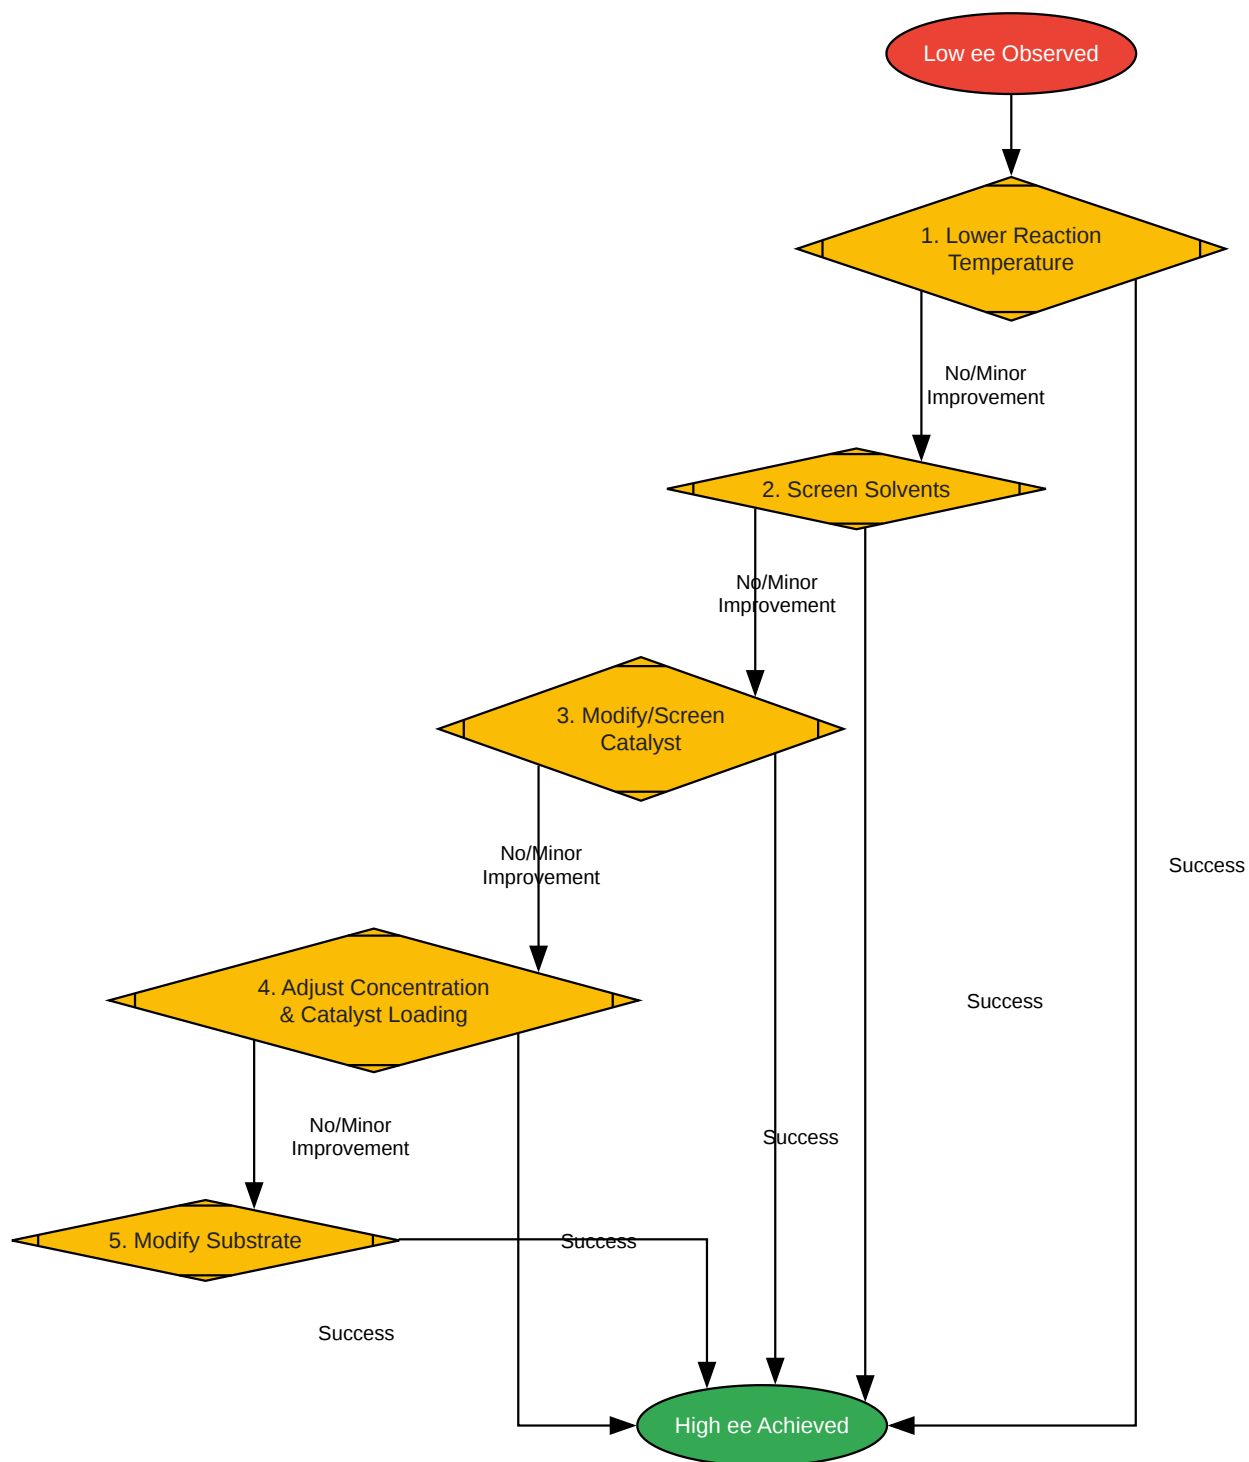 Low ee Observed
1. Lower Reaction
Temperature
No/Minor
Improvement
2. Screen Solvents
No/Minor
Improvement
3. Modify/Screen
Catalyst
No/Minor
Improvement
Success
4. Adjust Concentration
& Catalyst Loading
Success
No/Minor
Improvement
Success
5. Modify Substrate
Success
Success
High ee Achieved